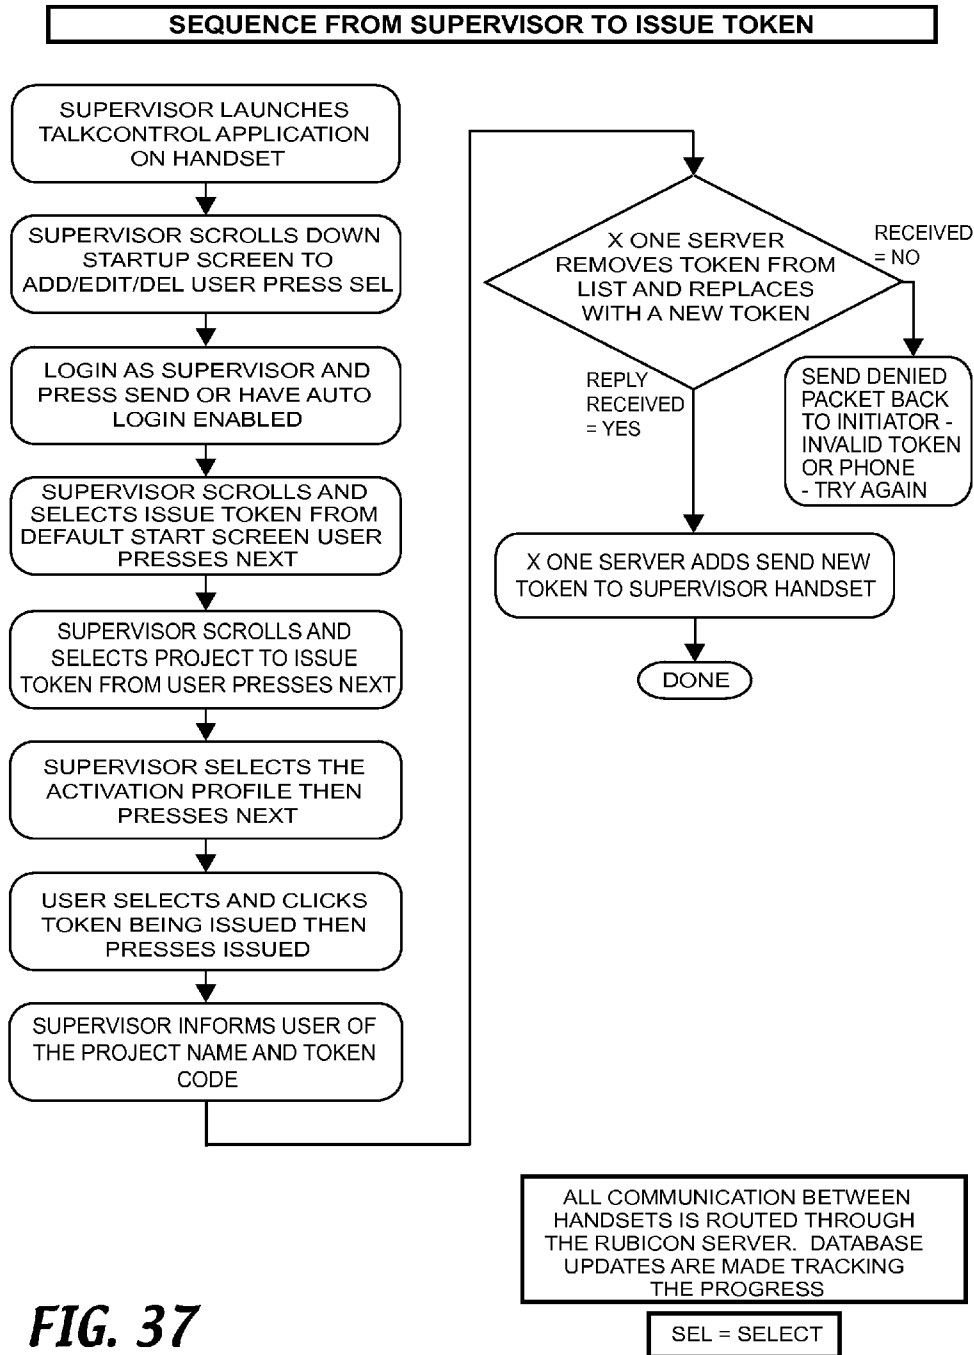 SEQUENCE FROM SUPERVISOR TO ISSUE TOKEN
SUPERVISOR LAUNCHES
TALKCONTROL APPLICATION
ON HANDSET
SUPERVISOR SCROLLS DOWN
STARTUP SCREEN TO
ADD/EDIT/DEL USER PRESS SEL
LOGIN AS SUPERVISOR AND
PRESS SEND OR HAVE AUTO
LOGIN ENABLED
SUPERVISOR SCROLLS AND
SELECTS ISSUE TOKEN FROM
DEFAULT START SCREEN USER
PRESSES NEXT
SUPERVISOR SCROLLS AND
SELECTS PROJECT TO ISSUE
TOKEN FROM USER PRESSES NEXT
SUPERVISOR SELECTS THE
ACTIVATION PROFILE THEN
PRESSES NEXT
USER SELECTS AND CLICKS
TOKEN BEING ISSUED THEN
PRESSES ISSUED
SUPERVISOR INFORMS USER OF
THE PROJECT NAME AND TOKEN
CODE
X ONE SERVER
REMOVES TOKEN FROM
LIST AND REPLACES
WITH A NEW TOKEN
RECEIVED
= NO
SEND DENIED
PACKET BACK
TO INITIATOR -
INVALID TOKEN
OR PHONE
- TRY AGAIN
REPLY
RECEIVED
= YES
X ONE SERVER ADDS SEND NEW
TOKEN TO SUPERVISOR HANDSET
DONE
ALL COMMUNICATION BETWEEN
HANDSETS IS ROUTED THROUGH
THE RUBICON SERVER. DATABASE
UPDATES ARE MADE TRACKING
THE PROGRESS
SEL = SELECT
FIG. 37